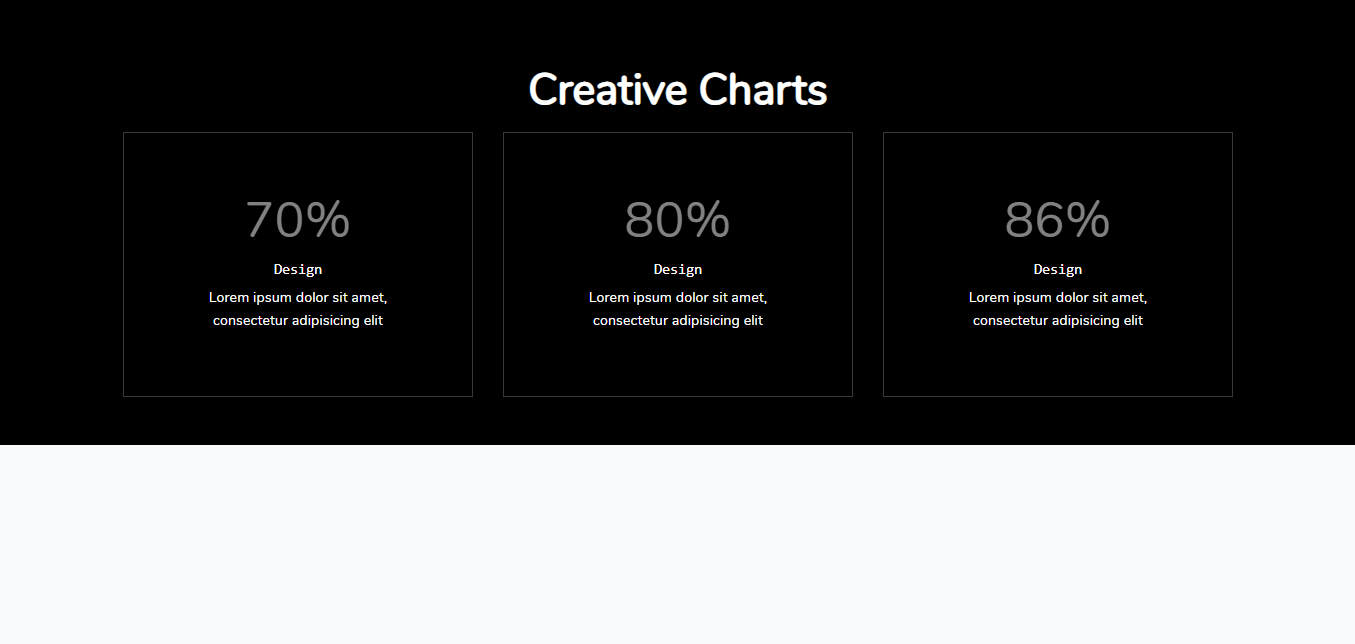 Creative Charts
70%
Design
Lorem ipsum dolor sit amet,
consectetur adipisicing elit
80%
Design
Lorem ipsum dolor sit amet,
consectetur adipisicing elit
86%
Design
Lorem ipsum dolor sit amet,
consectetur adipisicing elit